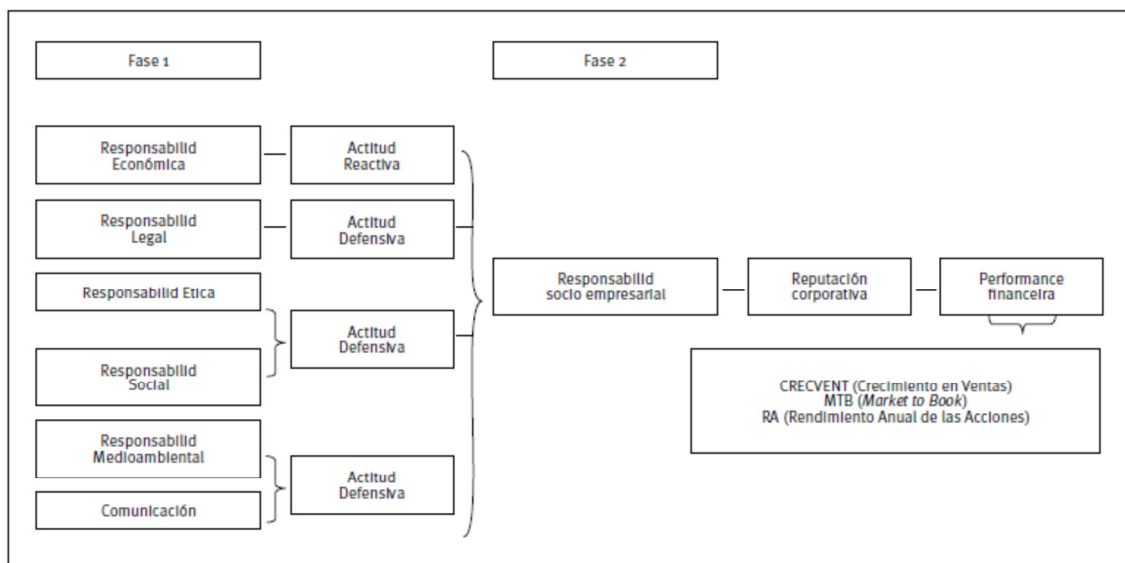 Fase 1
Fase 2
Responsabilid
Económica
Actitud
Reactiva
Responsabilid
Legal
Actitud
Defensiva
Responsabilid Etica
Responsabilid
Social
Actitud
Defensiva
Responsabilid
Medioambiental
Comunicación
Actitud
Defensiva
Responsabilid
socio empresarial
Reputación
corporativa
Performance
financeira
CRECVENT (Crecimiento en Ventas)
MTB (Market to Book)
RA (Rendimiento Anual de las Acciones)